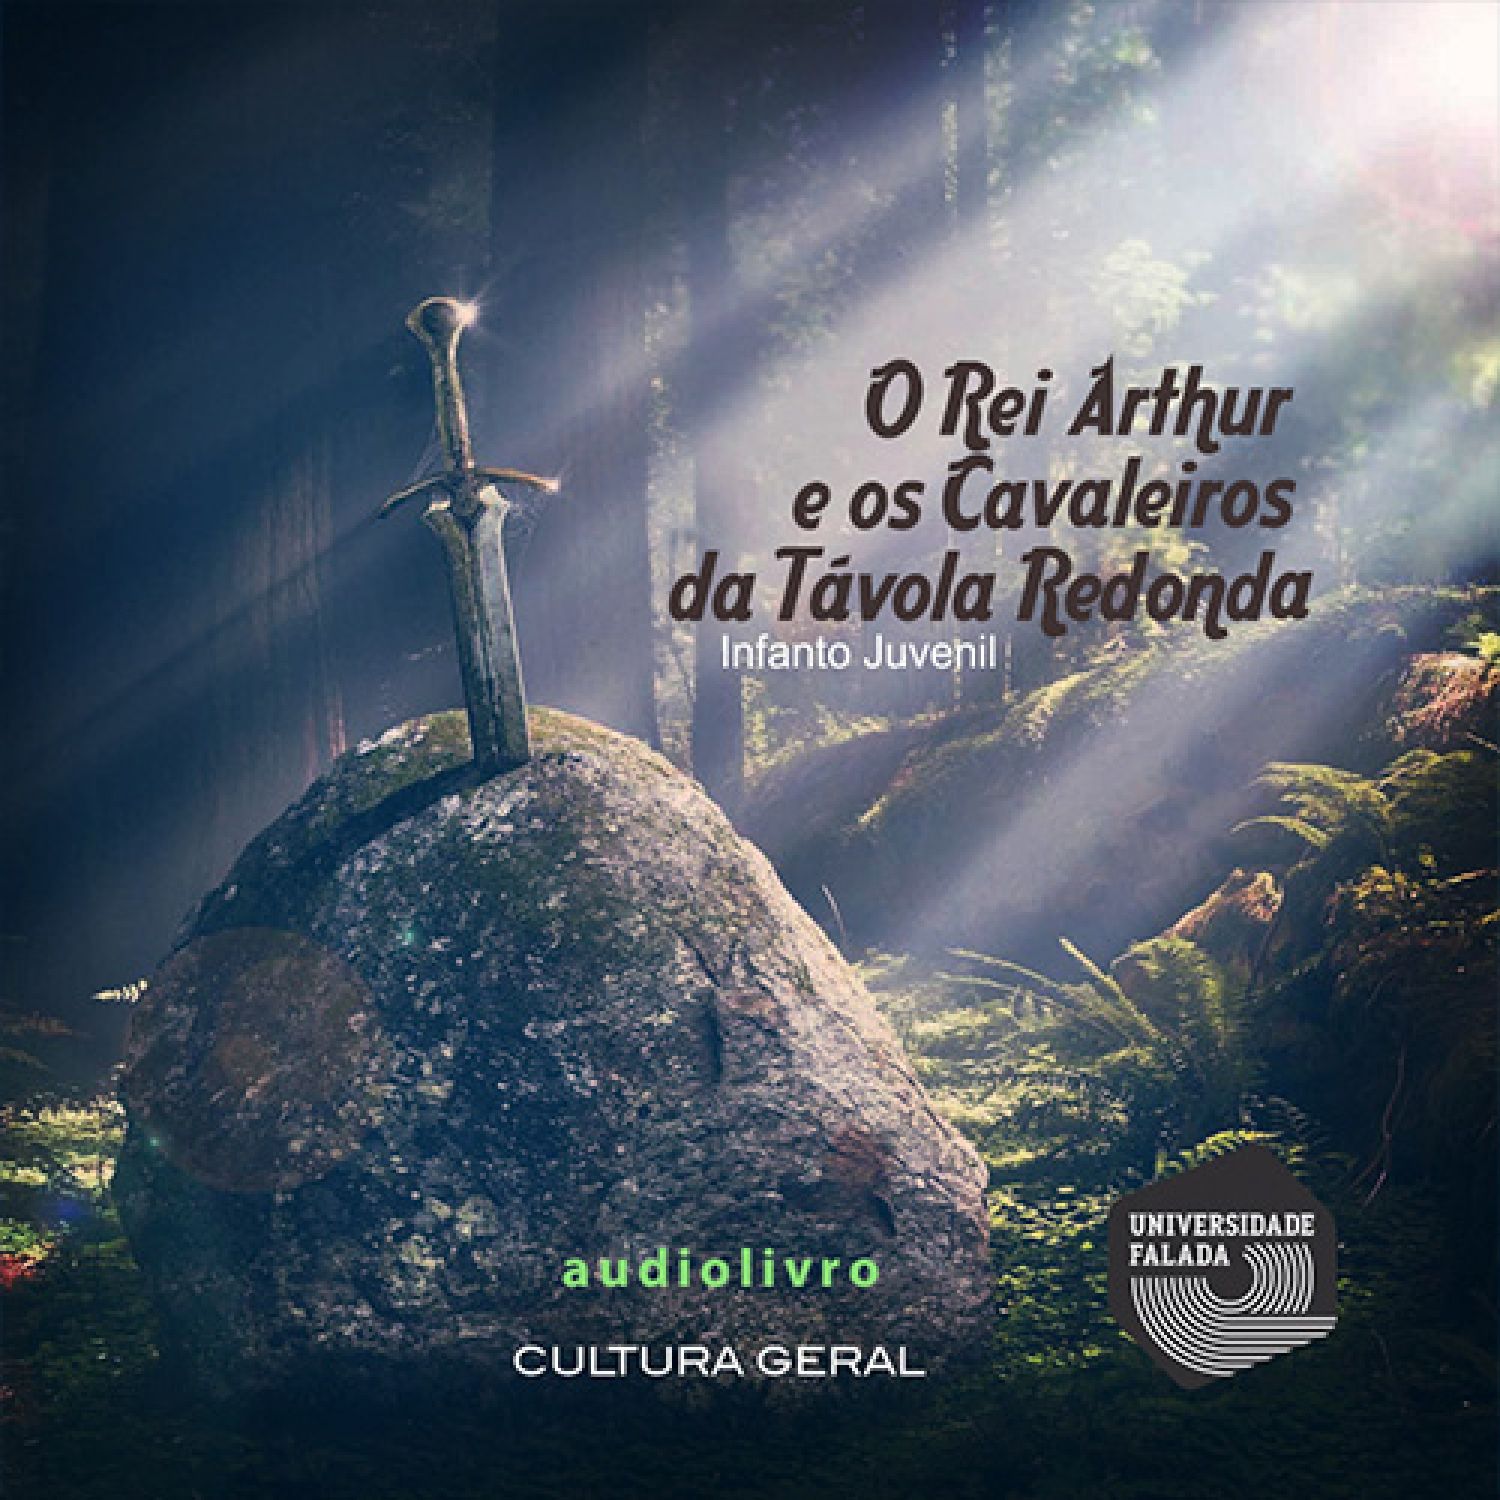 O Rei Arthur
e os Cavaleiros
da Távola Redonda
Infanto Juvenil
audiolivro
CULTURA GERAL
UNIVERSIDADE
FALADA